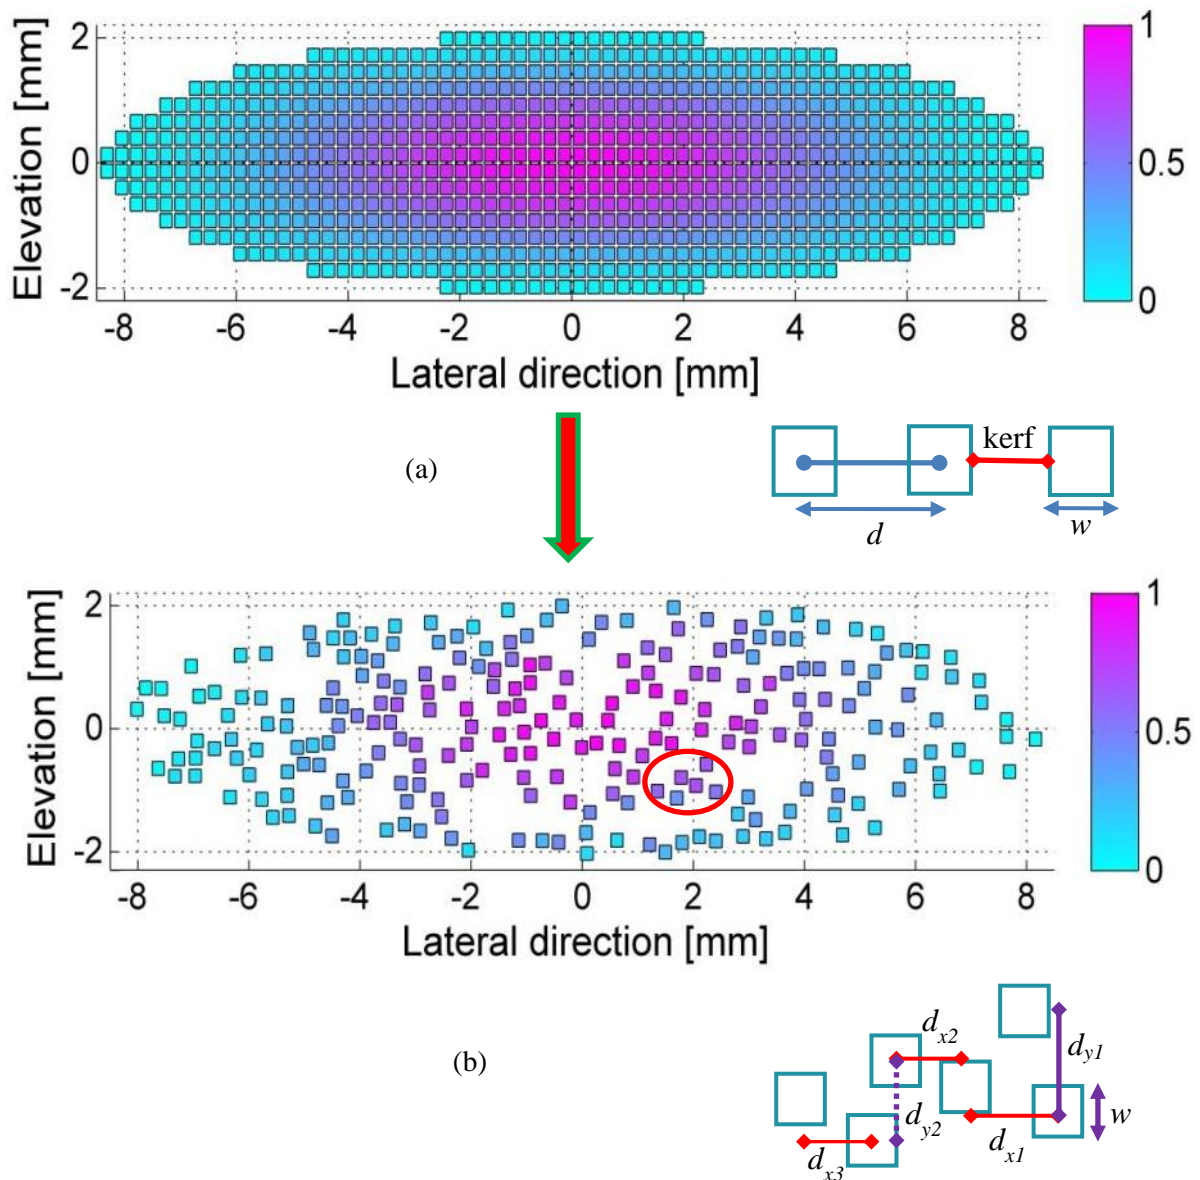 Elevation [mm]
2
0
-2
-8 -6 -4 -2 0 2 4 6 8
Lateral direction [mm]
1
0.5
0
(a)
kerf
d
w
Elevation [mm]
2
0
-2
-8 -6 -4 -2 0 2 4 6 8
Lateral direction [mm]
1
0.5
0
(b)
dx2
dy1
dy2
w
dx1
dx3